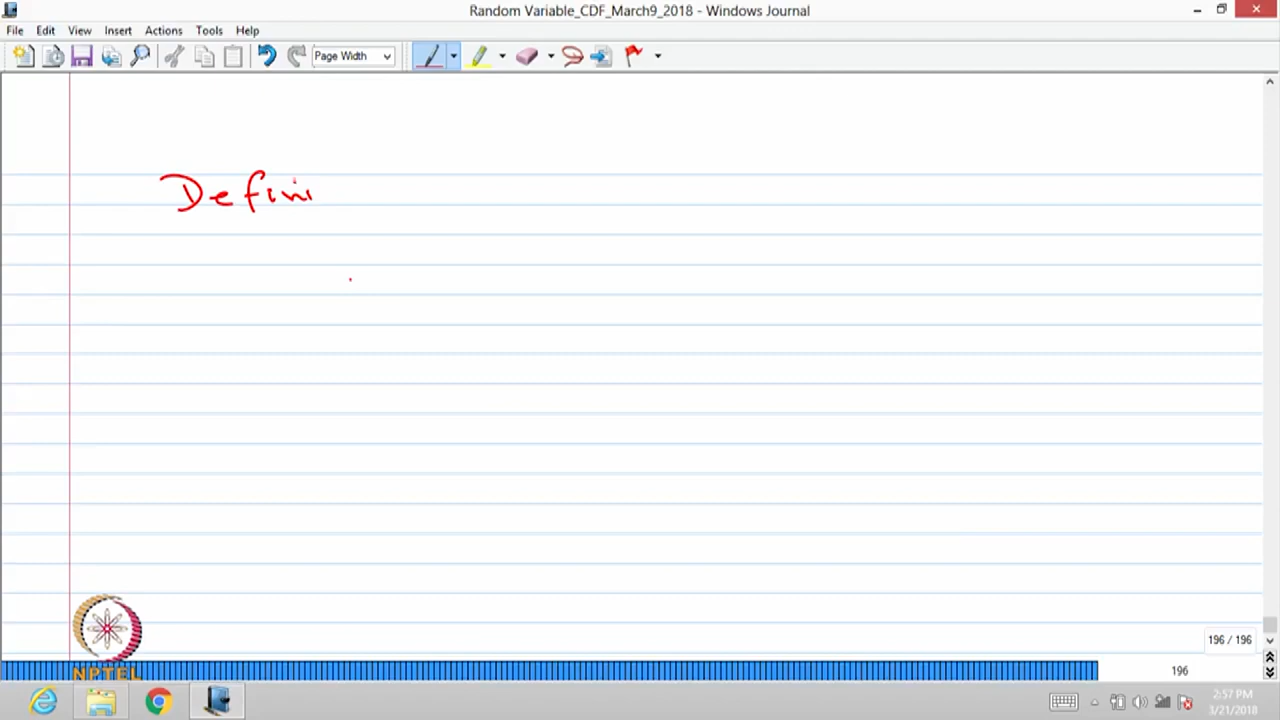 Random Variable_CDF_March9_2018 - Windows Journal
File Edit View Insert Actions Tools Help
Page Width
Defini
196 / 196
NPTEL
196
2:57 PM
3/21/2018